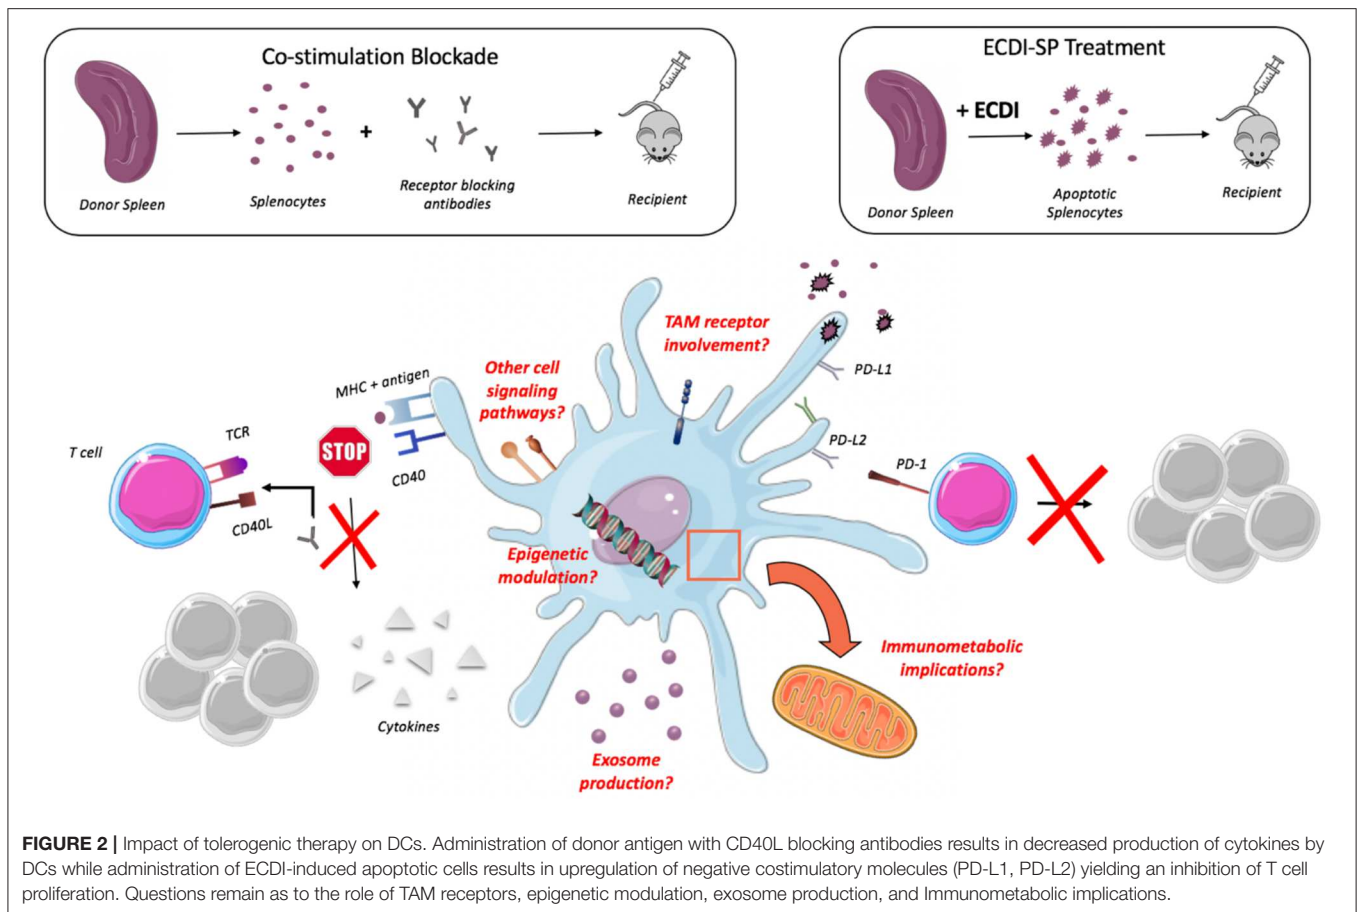 Co-stimulation Blockade
+
Donor Spleen
Splenocytes
Receptor blocking
antibodies
Recipient
ECDI-SP Treatment
+ ECDI
Donor Spleen
Apoptotic
Splenocytes
Recipient
TAM receptor
involvement?
PD-L1
Other cell
signaling
pathways?
MHC + antigen
PD-L2
TCR
STOP
T cell
CD40
PD-1
CD40L
Epigenetic
modulation?
Immunometabolic
implications?
Cytokines
Exosome
production?
FIGURE 2 | Impact of tolerogenic therapy on DCs. Administration of donor antigen with CD40L blocking antibodies results in decreased production of cytokines by
DCs while administration of ECDI-induced apoptotic cells results in upregulation of negative costimulatory molecules (PD-L1, PD-L2) yielding an inhibition of T cell
proliferation. Questions remain as to the role of TAM receptors, epigenetic modulation, exosome production, and Immunometabolic implications.